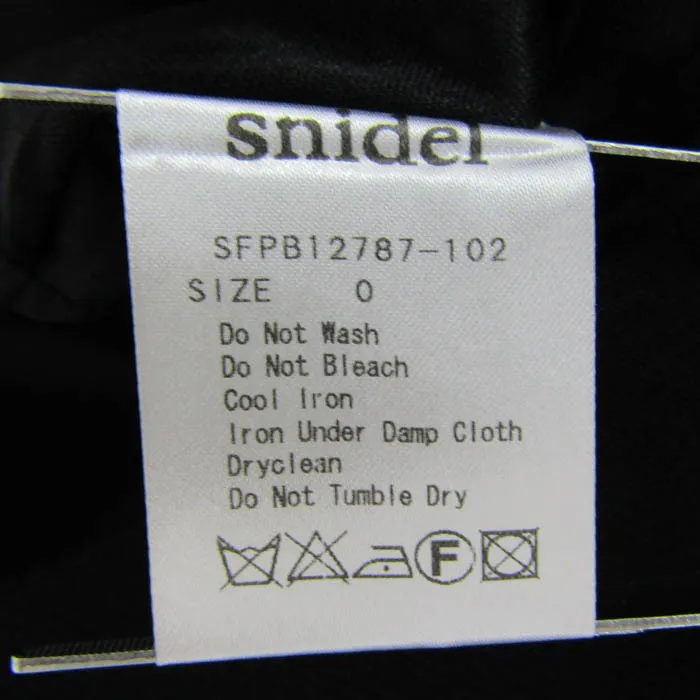 snidel
SFPB12787-102
SIZE 0
Do Not Wash
Do Not Bleach
Cool Iron
Iron Under Damp Cloth
Dryclean
Do Not Tumble Dry
F